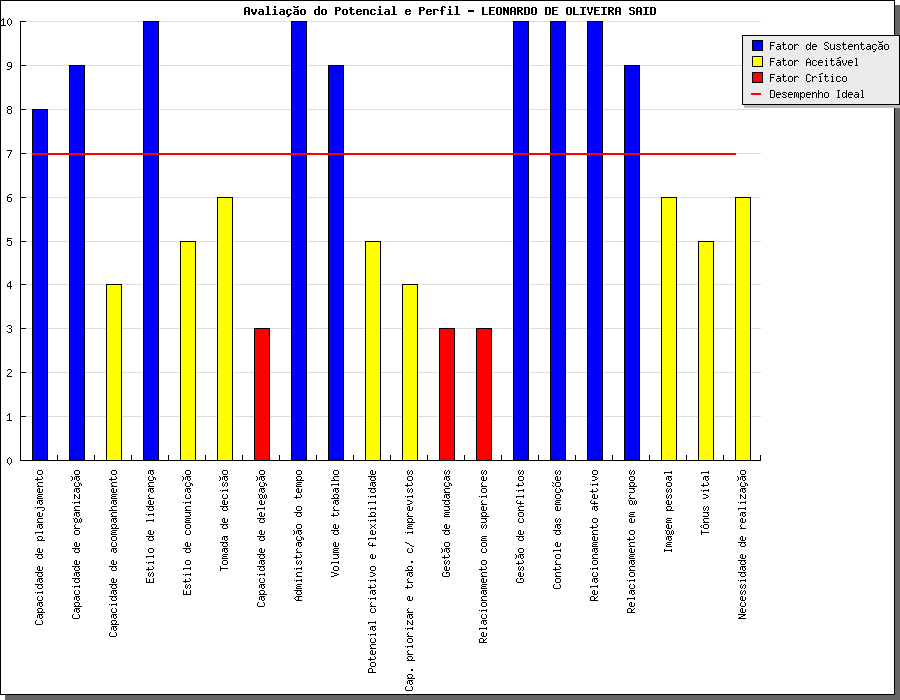 Avaliação do Potencial e Perfil - LEONARDO DE OLIVEIRA SAID
Fator de Sustentação
Fator Aceitável
Fator Crítico
Desempenho Ideal
10
9
8
7
6
5
4
3
2
1
0
Capacidade de planejamento
Capacidade de organização
Capacidade de acompanhamento
Estilo de liderança
Estilo de comunicação
Tomada de decisão
Capacidade de delegação
Administração do tempo
Volume de trabalho
Potencial criativo e flexibilidade
Cap. priorizar e trab. c/ imprevistos
Gestão de mudanças
Relacionamento com superiores
Gestão de conflitos
Controle das emoções
Relacionamento afetivo
Relacionamento em grupos
Imagem pessoal
Tônus vital
Necessidade de realização